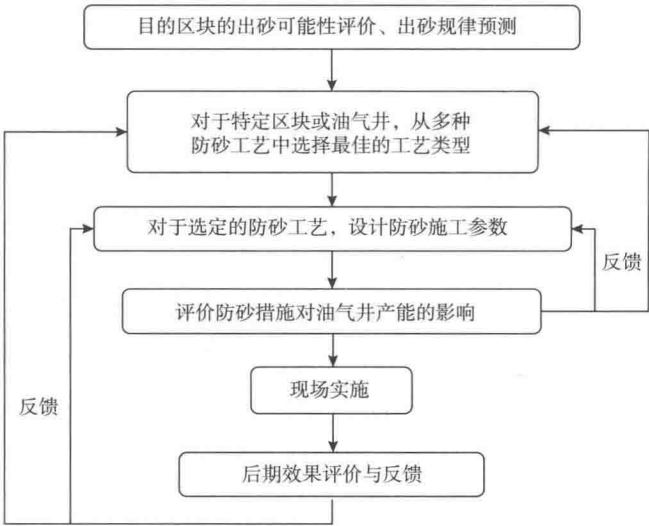 目的区块的出砂可能性评价、出砂规律预测
对于特定区块或油气井，从多种
防砂工艺中选择最佳的工艺类型
对于选定的防砂工艺，设计防砂施工参数
反馈
评价防砂措施对油气井产能的影响
现场实施
反馈
后期效果评价与反馈